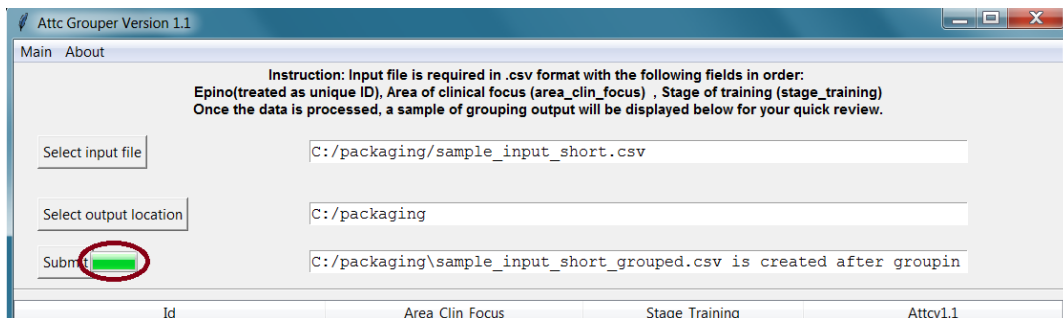 Attc Grouper Version 1.1
Main About
Instruction: Input file is required in .csv format with the following fields in order:
Epino(treated as unique ID), Area of clinical focus (area_clin_focus) , Stage of training (stage_training)
Once the data is processed, a sample of grouping output will be displayed below for your quick review.
Select input file C:/packaging/sample_input_short.csv
Select output location C:/packaging
Submit C:/packaging\sample_input_short_grouped.csv is created after groupin
Id Area Clin Focus Stage Training Attcv1.1